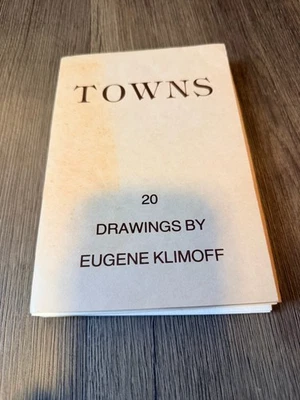 TOWNS
20
DRAWINGS BY
EUGENE KLIMOFF